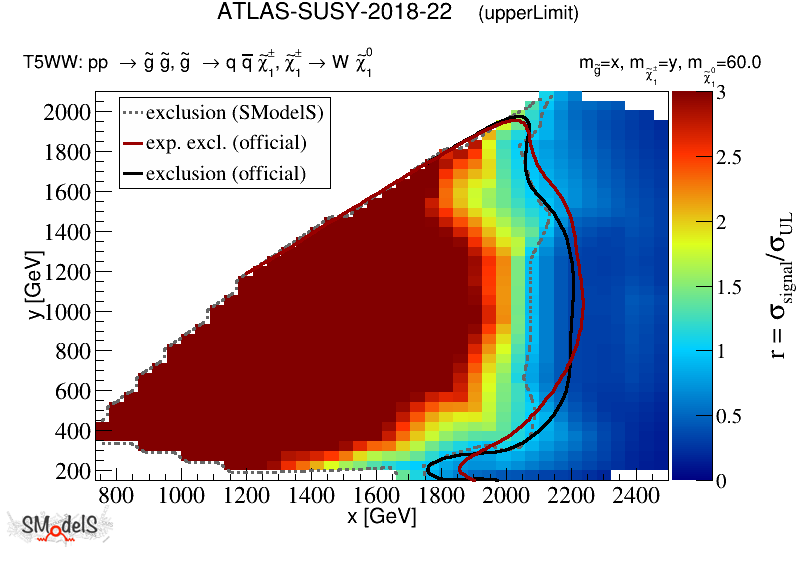 ATLAS-SUSY-2018-22 (upperLimit)
T5WW: pp → g̃ g̃, g̃ → q q̅ χ̃₁±, χ̃₁± → W χ̃₁⁰
m_g̃=x, m_χ̃₁±=y, m_χ̃₁⁰=60.0
exclusion (SModelS)
exp. excl. (official)
exclusion (official)
y [GeV]
2000
1800
1600
1400
1200
1000
800
600
400
200
800 1000 1200 1400 1600 1800 2000 2200 2400
x [GeV]
3
2.5
2
1.5
1
0.5
0
r = σ_signal/σ_UL
SModelS